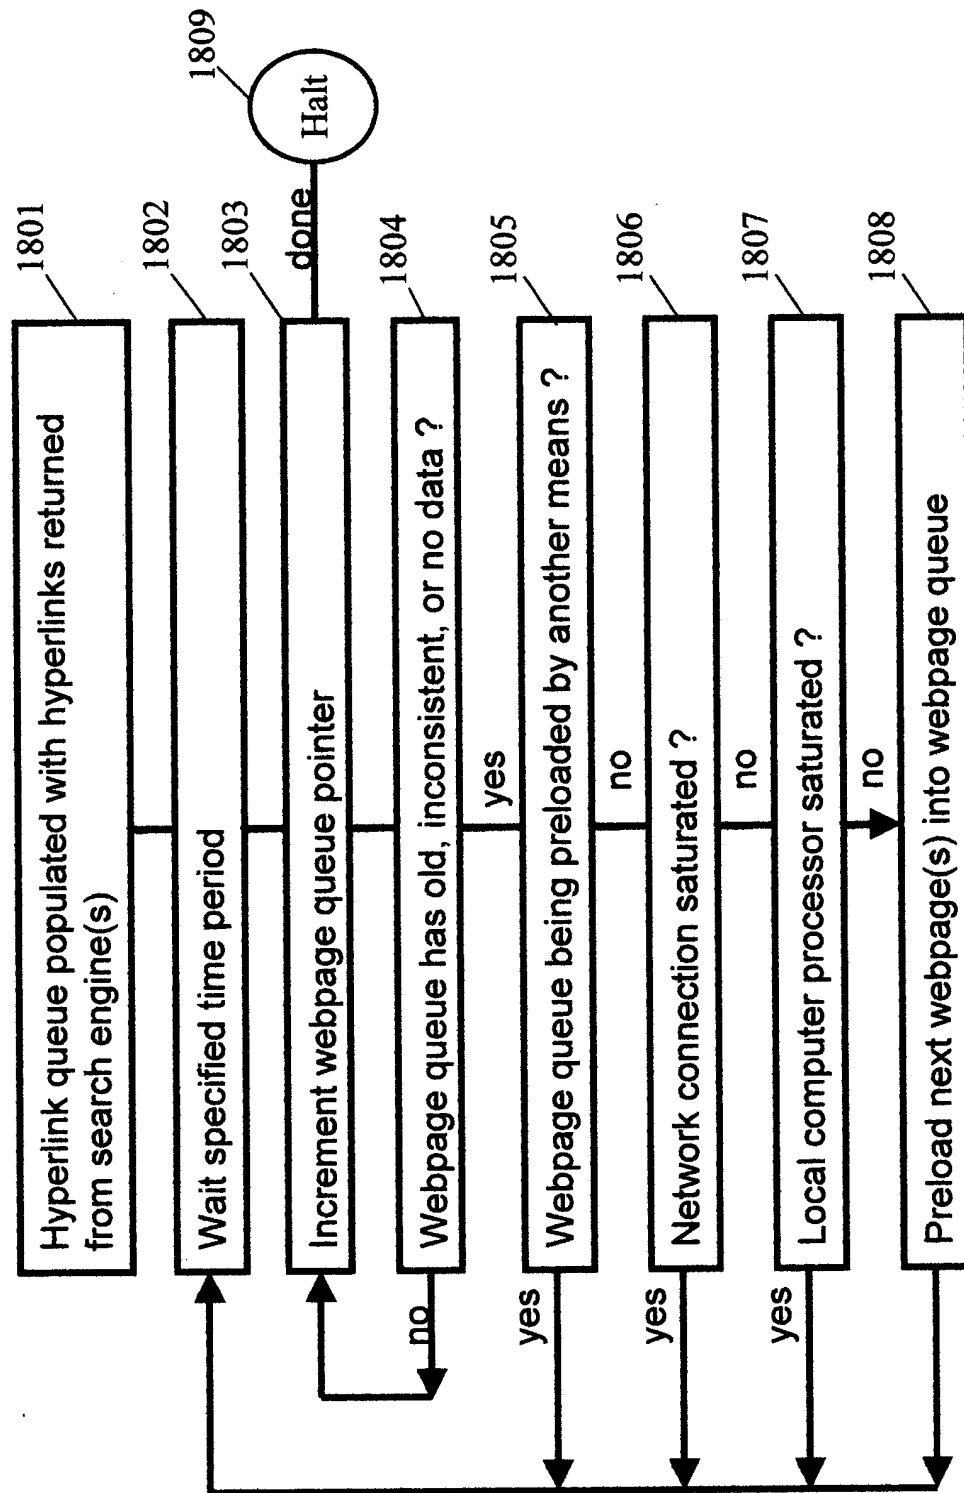 Hyperlink queue populated with hyperlinks returned
from search engine(s)
1801
Wait specified time period
1802
Increment webpage queue pointer
1803
done
Halt
1809
Webpage queue has old, inconsistent, or no data ?
1804
no
yes
Webpage queue being preloaded by another means ?
1805
yes
no
Network connection saturated ?
1806
yes
no
Local computer processor saturated ?
1807
yes
no
Preload next webpage(s) into webpage queue
1808